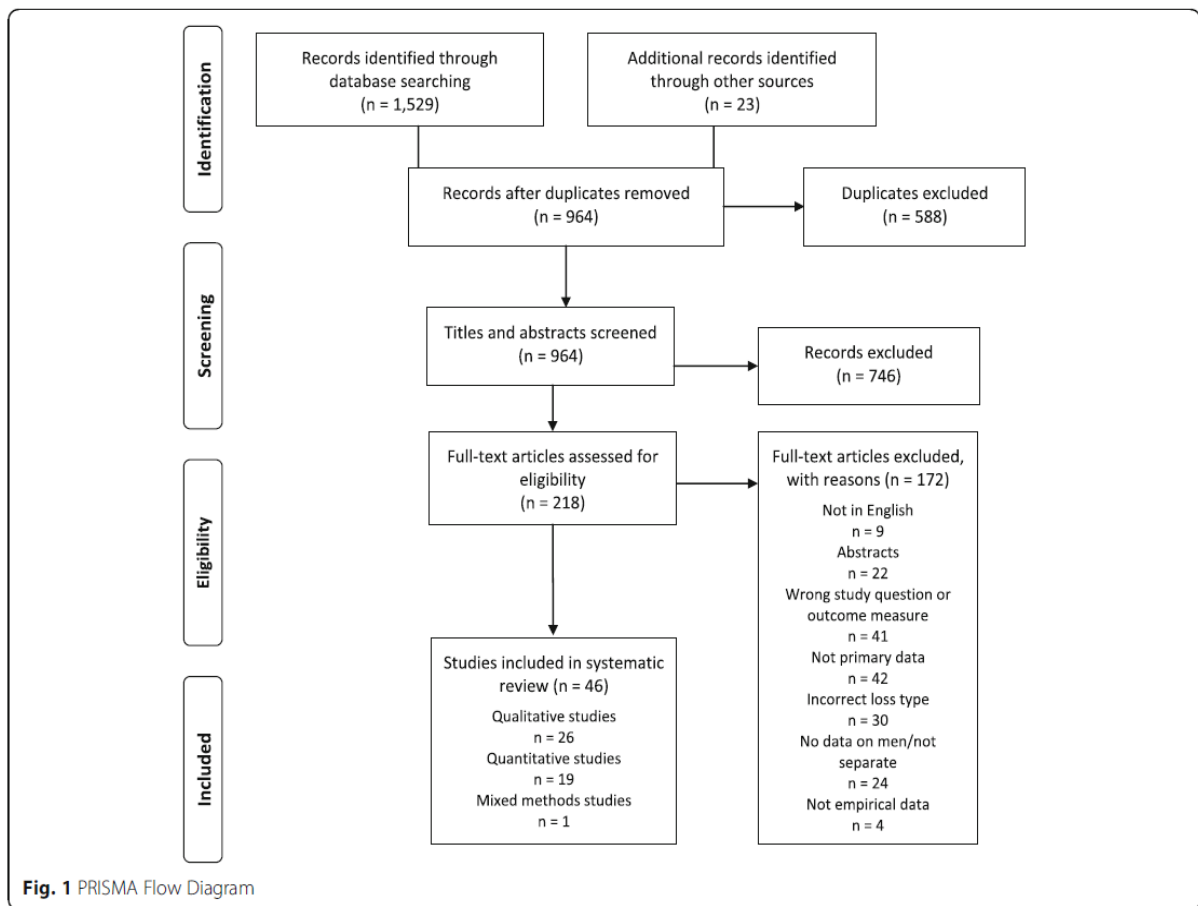 Identification
Records identified through
database searching
(n = 1,529)
Additional records identified
through other sources
(n = 23)
Records after duplicates removed
(n = 964)
Duplicates excluded
(n = 588)
Screening
Titles and abstracts screened
(n = 964)
Records excluded
(n = 746)
Eligibility
Full-text articles assessed for
eligibility
(n = 218)
Full-text articles excluded,
with reasons (n = 172)
Not in English
n = 9
Abstracts
n = 22
Wrong study question or
outcome measure
n = 41
Not primary data
n = 42
Incorrect loss type
n = 30
No data on men/not
separate
n = 24
Not empirical data
n = 4
Included
Studies included in systematic
review (n = 46)
Qualitative studies
n = 26
Quantitative studies
n = 19
Mixed methods studies
n = 1
Fig. 1 PRISMA Flow Diagram